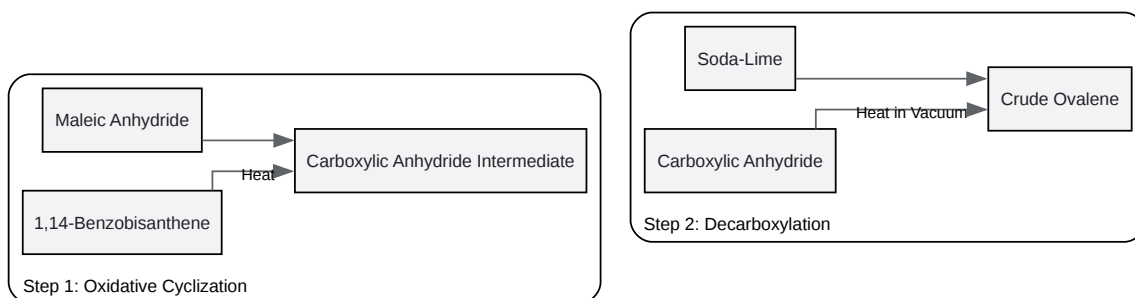 Maleic Anhydride
Carboxylic Anhydride Intermediate
Heat
1,14-Benzobisanthene
Step 1: Oxidative Cyclization
Soda-Lime
Crude Ovalene
Heat in Vacuum
Carboxylic Anhydride
Step 2: Decarboxylation